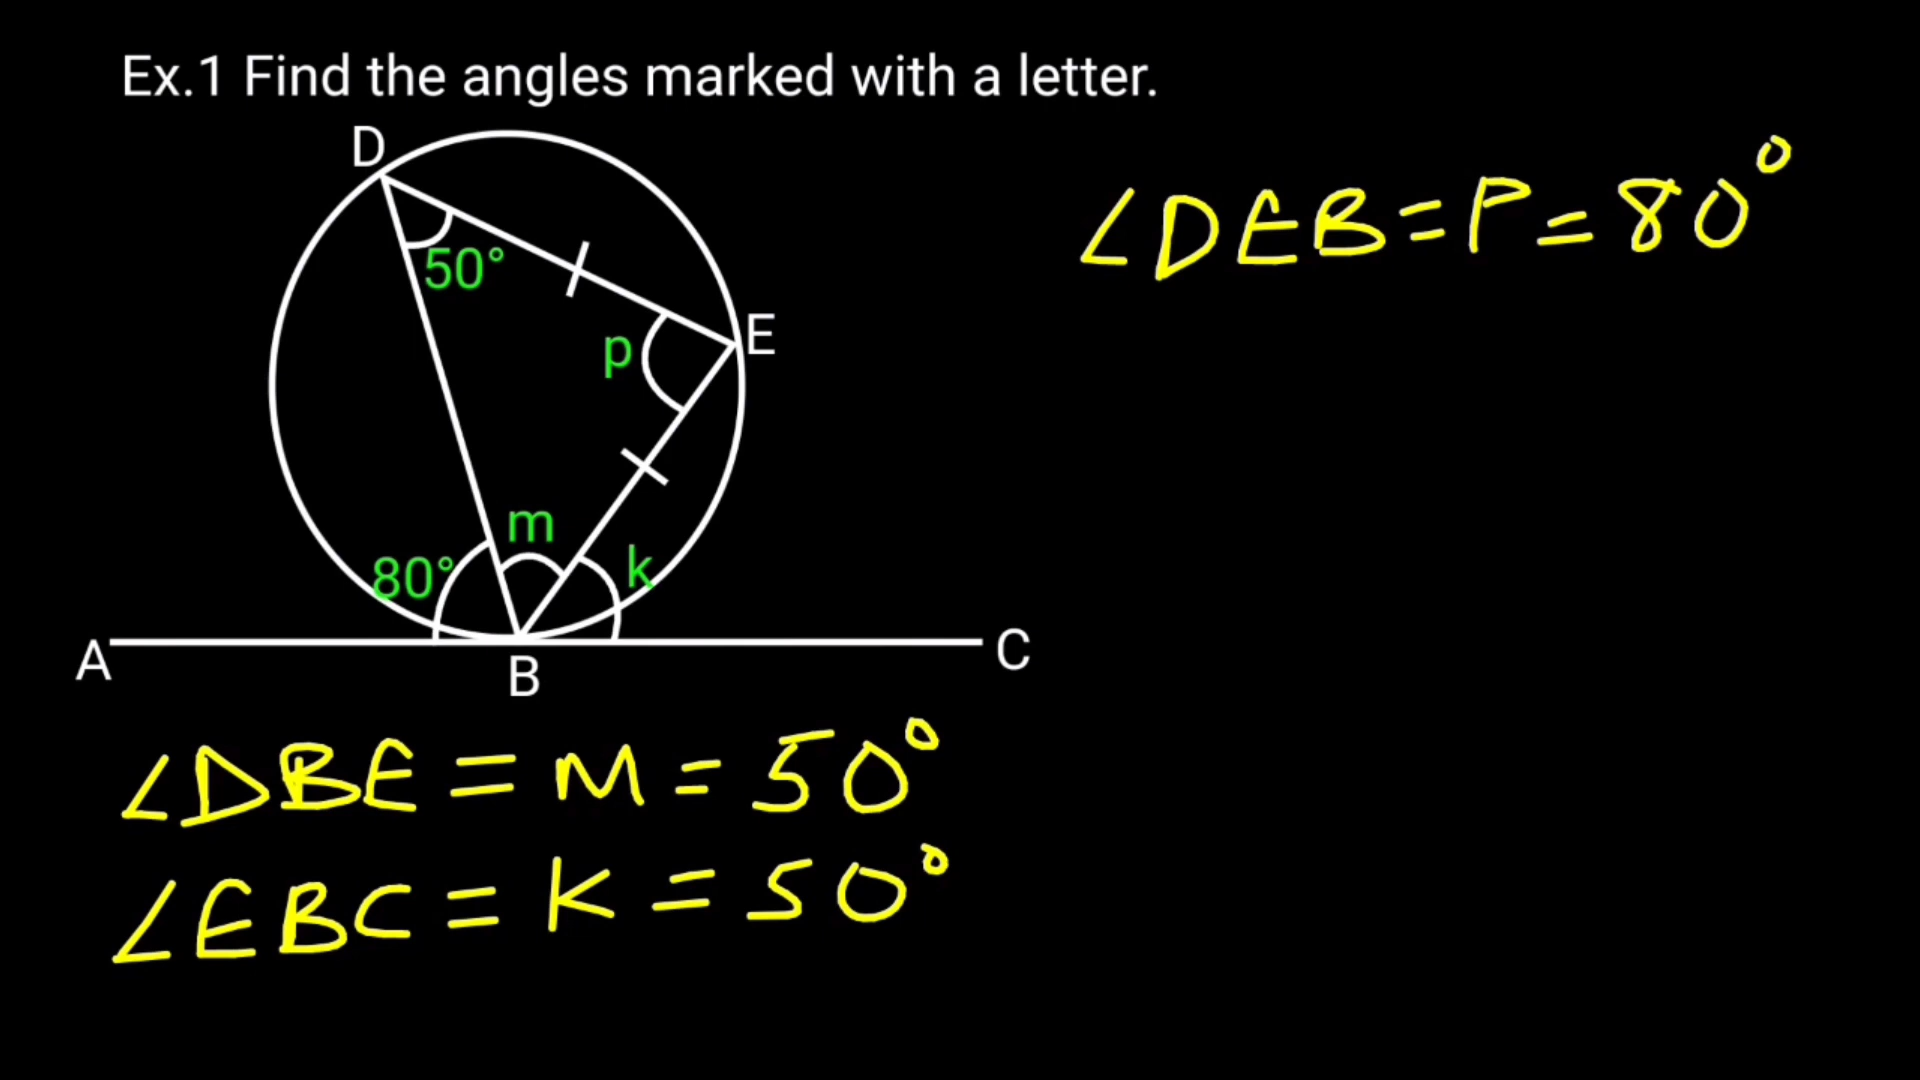 Ex.1 Find the angles marked with a letter.
D
50°
E
p
m
k
80°
A
B
C
∠DEB=P=80°
∠DBE=M=50°
∠EBC=K=50°